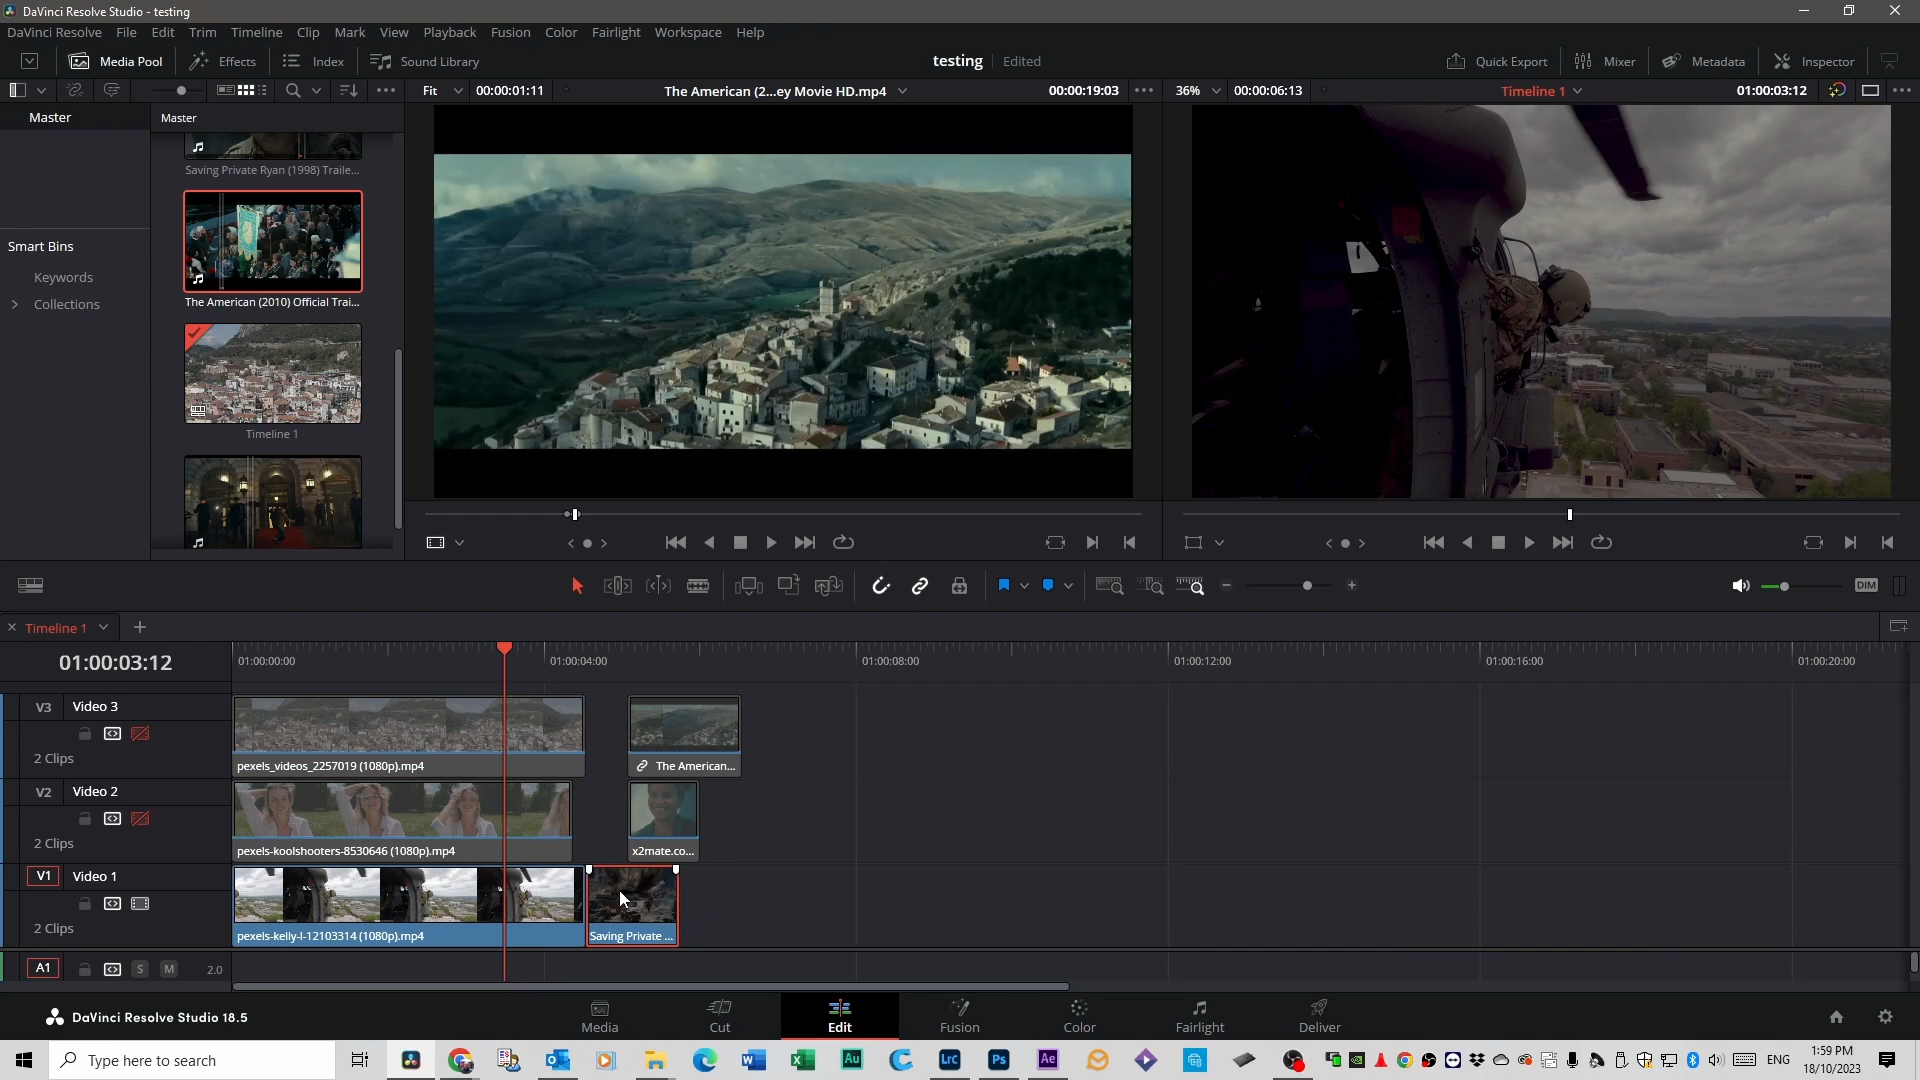 DaVinci Resolve Studio - testing
DaVinci Resolve File Edit Trim Timeline Clip Mark View Playback Fusion Color Fairlight Workspace Help
Media Pool Effects Index Sound Library testing Edited Quick Export Mixer Metadata Inspector
Fit 00:00:01:11 The American (2...ey Movie HD.mp4 00:00:19:03 36% 00:00:06:13 Timeline 1 01:00:03:12
Master Master
Saving Private Ryan (1998) Traile...
Smart Bins
Keywords
Collections
The American (2010) Official Trai...
Timeline 1
DIM
Timeline 1
01:00:03:12 01:00:00:00 01:00:04:00 01:00:08:00 01:00:12:00 01:00:16:00 01:00:20:00
V3 Video 3
2 Clips
pexels_videos_2257019 (1080p).mp4 The American...
V2 Video 2
2 Clips
pexels-koolshooters-8530646 (1080p).mp4 x2mate.co...
V1 Video 1
2 Clips
pexels-kelly-l-12103314 (1080p).mp4 Saving Private ...
A1 S M 2.0
DaVinci Resolve Studio 18.5 Media Cut Edit Fusion Color Fairlight Deliver
Type here to search Au Lrc Ps Ae ENG 1:59 PM
18/10/2023